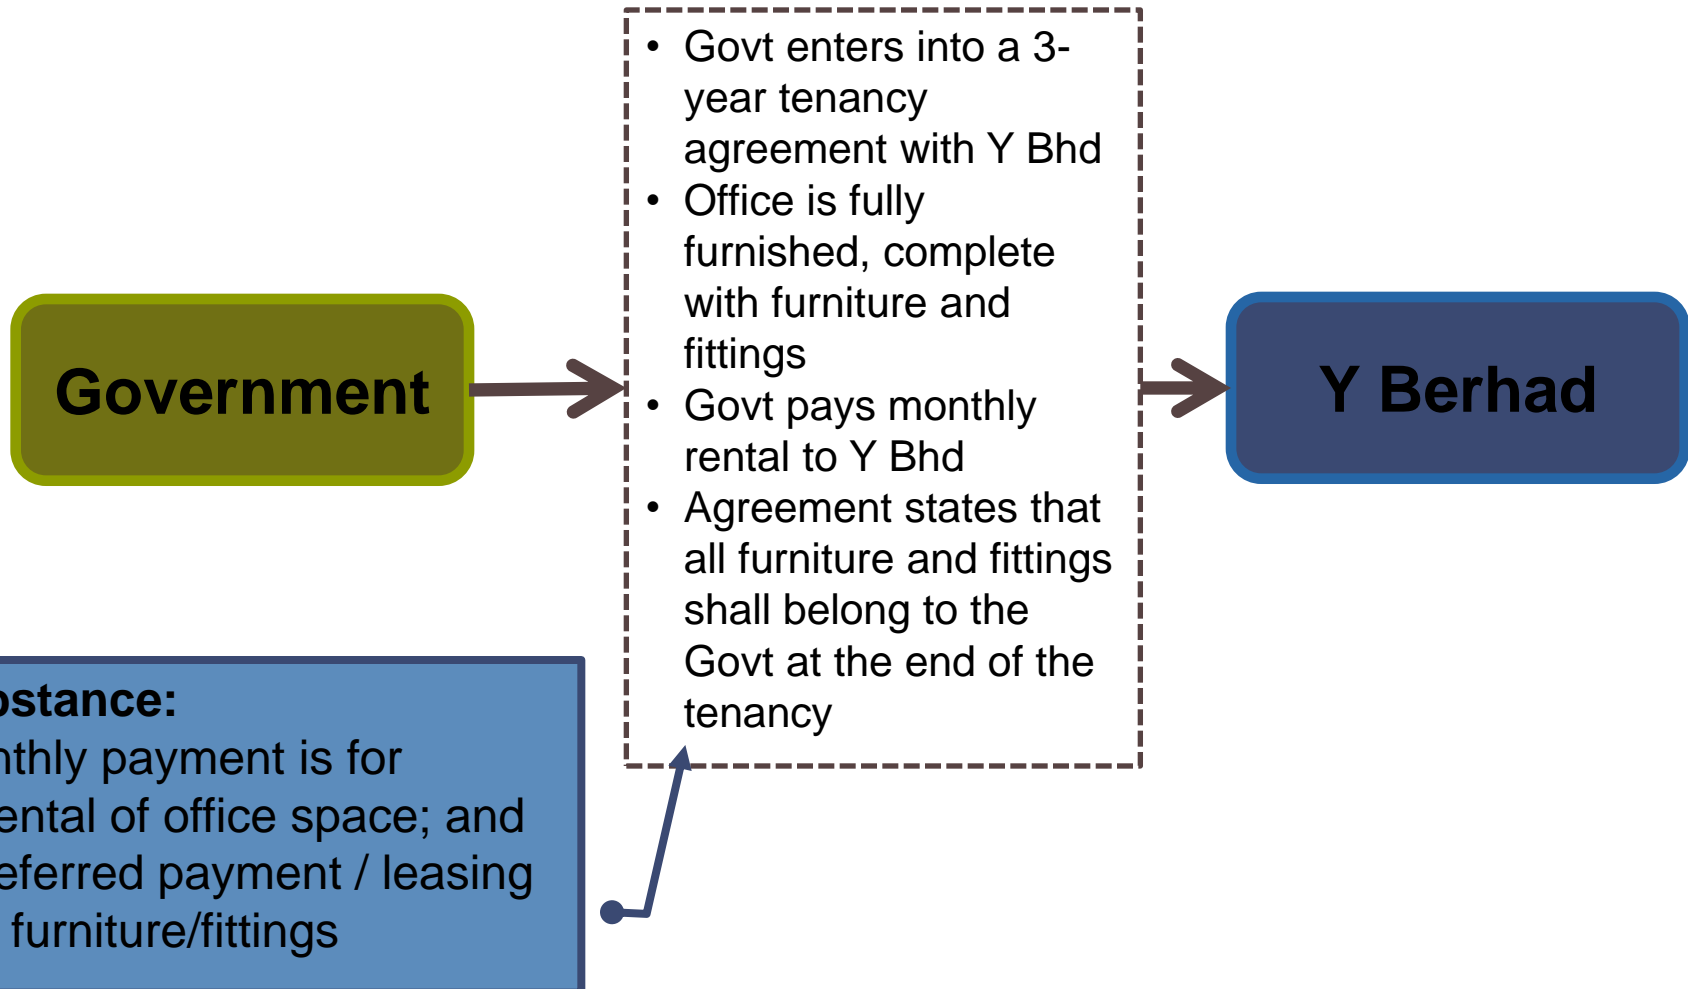 • Govt enters into a 3-
year tenancy
agreement with Y Bhd
• Office is fully
furnished, complete
with furniture and
fittings
• Govt pays monthly
rental to Y Bhd
• Agreement states that
all furniture and fittings
shall belong to the
Govt at the end of the
tenancy
Government
Y Berhad
bstance:
nthly payment is for
ental of office space; and
eferred payment / leasing
furniture/fittings